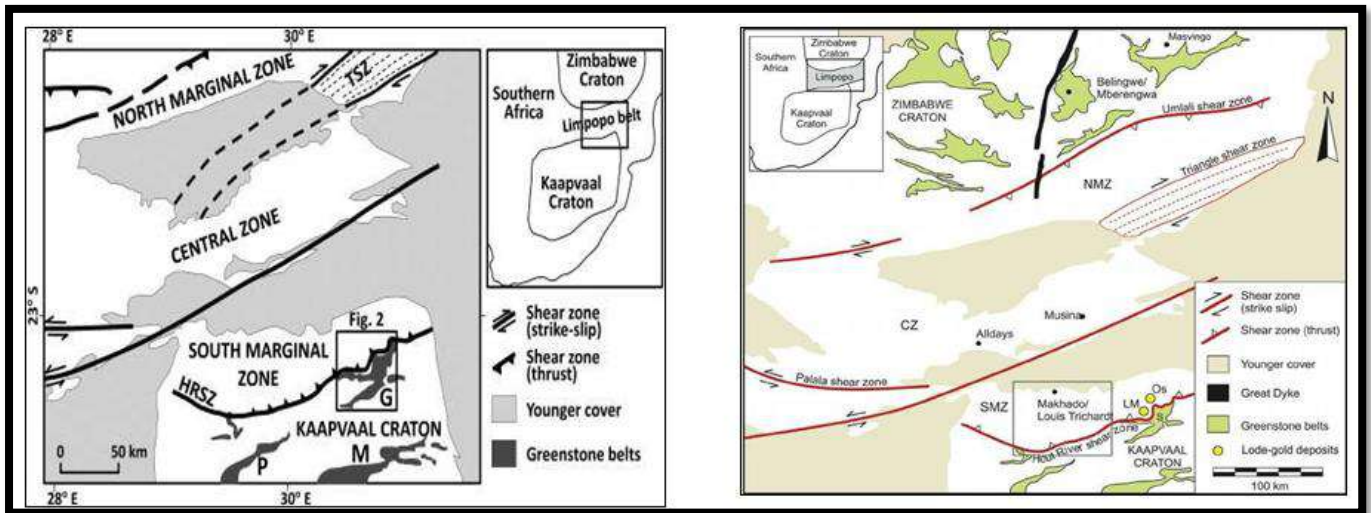 28° E
30° E
NORTH MARGINAL ZONE
TSZ
CENTRAL ZONE
23° S
Fig. 2
SOUTH MARGINAL
ZONE
HRSZ
G
KAAPVAAL CRATON
P
M
0
50 km
28° E
30° E
Zimbabwe
Craton
Southern
Africa
Limpopo belt
Kaapvaal
Craton
Shear zone
(strike-slip)
Shear zone
(thrust)
Younger cover
Greenstone belts
Zimbabwe
Craton
Southern
Africa
Limpopo
Kaapvaal
Craton
Masvingo
Belingwe/
Mberengwa
ZIMBABWE
CRATON
Umlali shear zone
N
Triangle shear zone
NMZ
CZ
Musina
Alldays
Palala shear zone
SMZ
Makhado/
Louis Trichardt
Os
LM
S
Hout River shear zone
KAAPVAAL
CRATON
Shear zone
(strike slip)
Shear zone (thrust)
Younger cover
Great Dyke
Greenstone belts
Lode-gold deposits
100 km